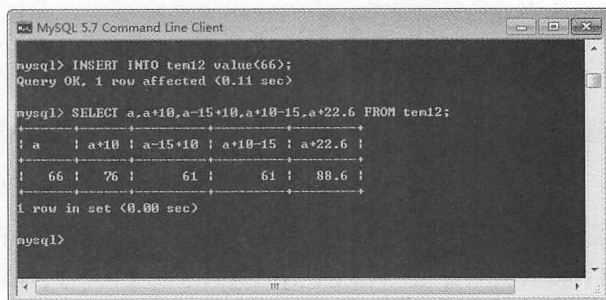 MySQL 5.7 Command Line Client
mysql> INSERT INTO tem12 value(66);
Query OK, 1 row affected (0.11 sec)
mysql> SELECT a,a+10,a-15+10,a+10-15,a+22.6 FROM tem12;
+------+------+---------+---------+--------+
| a | a+10 | a-15+10 | a+10-15 | a+22.6 |
+------+------+---------+---------+--------+
| 66 | 76 | 61 | 61 | 88.6 |
+------+------+---------+---------+--------+
1 row in set (0.00 sec)
mysql>